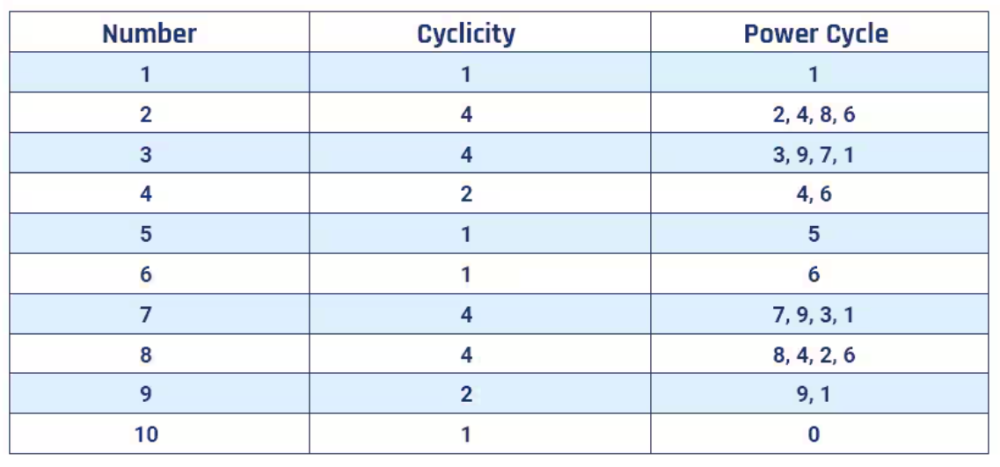 Number Cyclicity Power Cycle
1 1 1
2 4 2, 4, 8, 6
3 4 3, 9, 7, 1
4 2 4, 6
5 1 5
6 1 6
7 4 7, 9, 3, 1
8 4 8, 4, 2, 6
9 2 9, 1
10 1 0